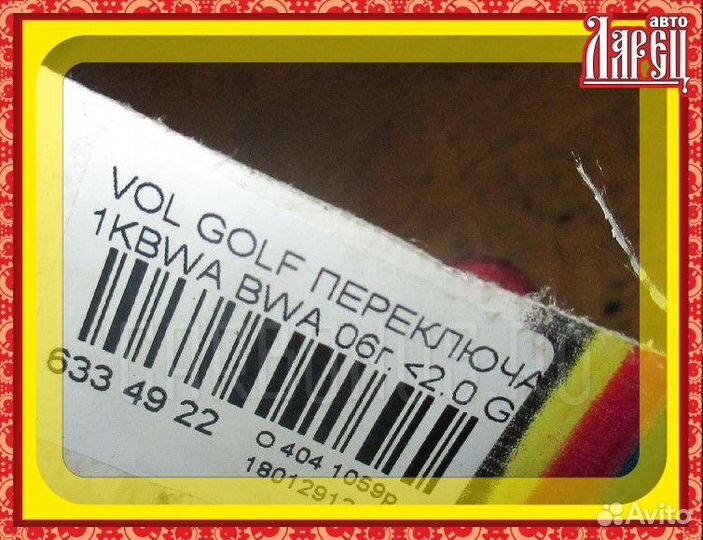 авто
Ларец
VOL GOLF ПЕРЕКЛЮЧА
1KBWA BWA 06г. <2.0 G
633 49 22
О 404 1059р
18012912
Avito